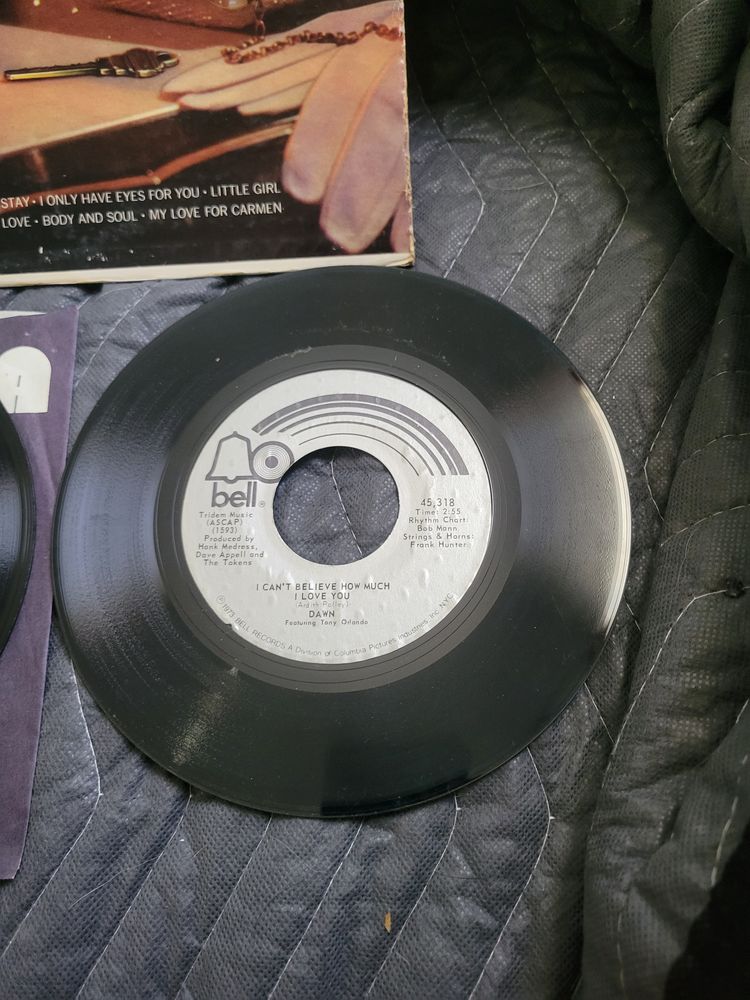 STAY · I ONLY HAVE EYES FOR YOU · LITTLE GIRL
LOVE · BODY AND SOUL · MY LOVE FOR CARMEN
bell®
Tridem Music
(ASCAP)
(1593)
Produced by
Hank Medress,
Dave Appell and
The Tokens
45,318
Time: 2:55
Rhythm Chart:
Bob Mann,
Strings & Horns:
Frank Hunter.
I CAN'T BELIEVE HOW MUCH
I LOVE YOU
(Ardith Polley)
DAWN
Featuring Tony Orlando
℗1973 BELL RECORDS A Division of Columbia Pictures Industries, Inc. NYC